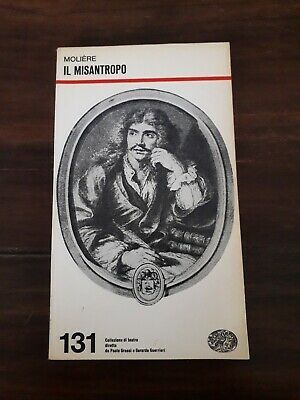 MOLIÈRE
IL MISANTROPO
131
Collezione di teatro
diretta
da Paolo Grassi e Gerardo Guerrieri